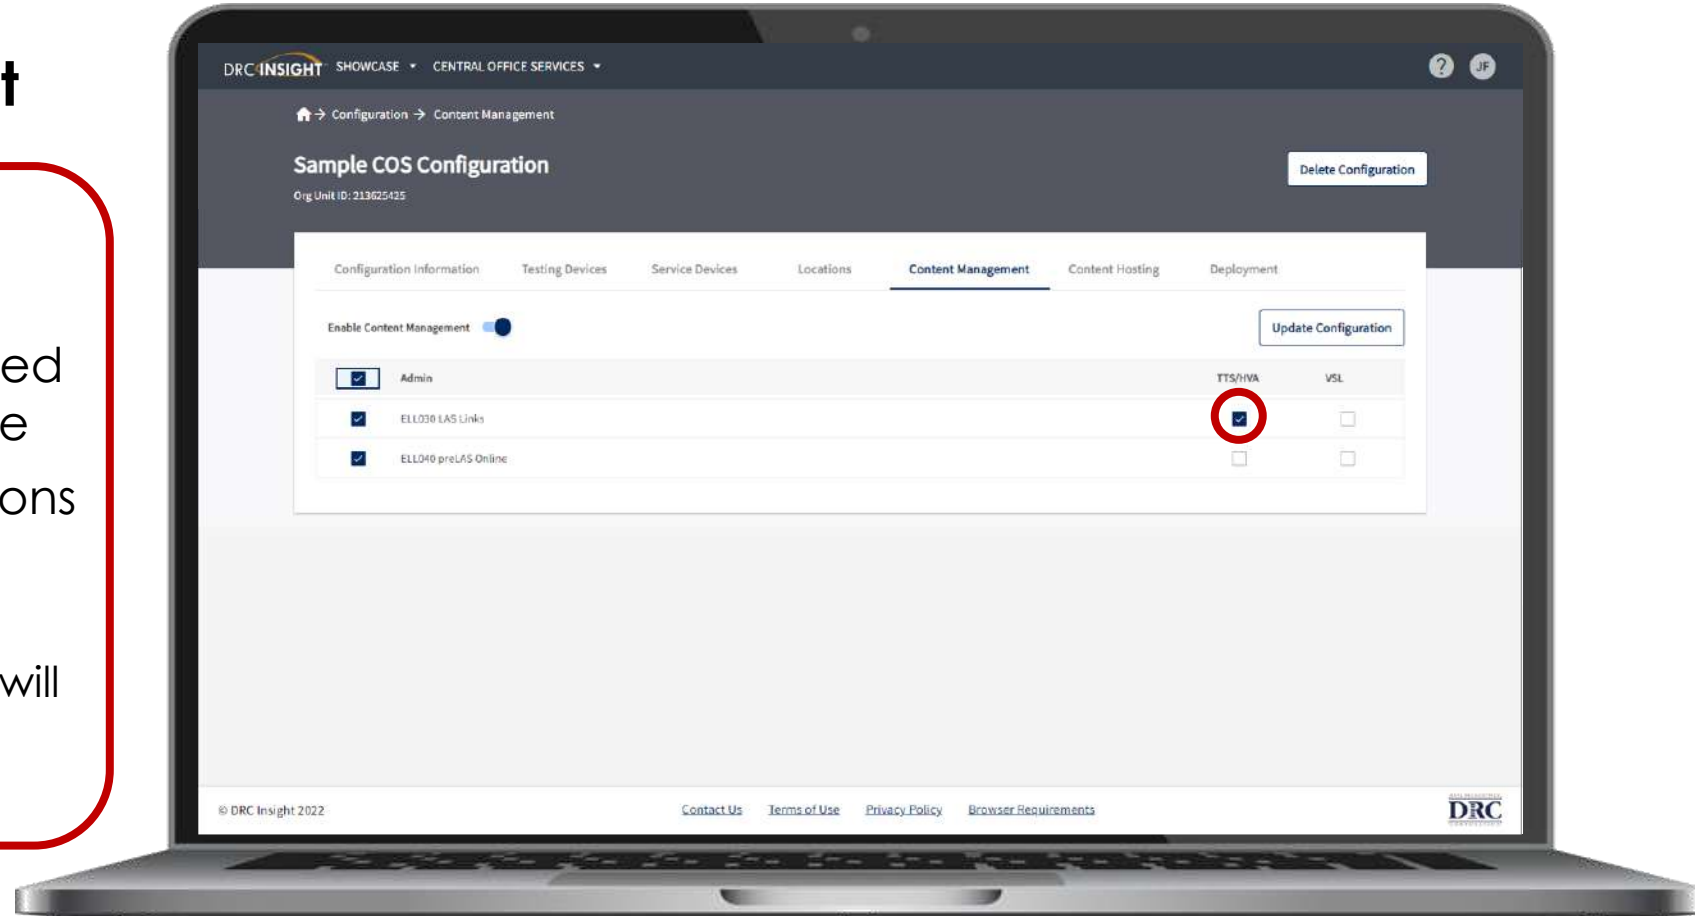 t
ed
e
ons
will
DRC INSIGHT SHOWCASE CENTRAL OFFICE SERVICES ? JF
Configuration → Content Management
Sample COS Configuration
Delete Configuration
Org Unit ID: 213625425
Configuration Information Testing Devices Service Devices Locations Content Management Content Hosting Deployment
Enable Content Management
Update Configuration
Admin TTS/HVA VSL
ELL030 LAS Links
ELL040 preLAS Online
© DRC Insight 2022 Contact Us Terms of Use Privacy Policy Browser Requirements DRC